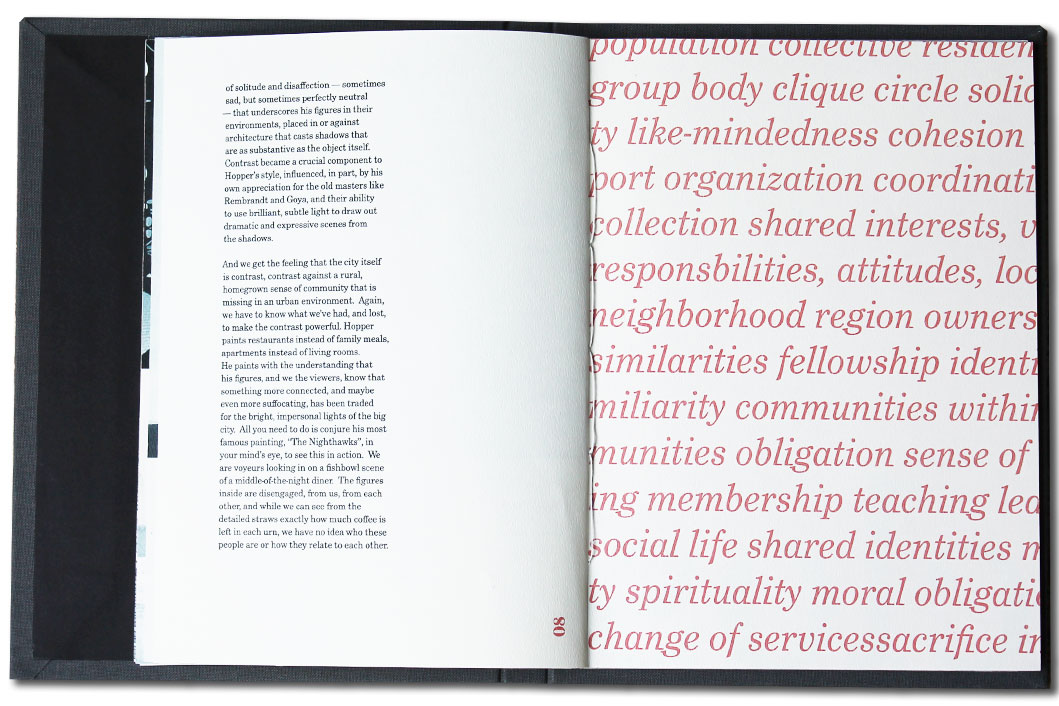 of solitude and disaffection — sometimes
sad, but sometimes perfectly neutral
— that underscores his figures in their
environments, placed in or against
architecture that casts shadows that
are as substantive as the object itself.
Contrast became a crucial component to
Hopper's style, influenced, in part, by his
own appreciation for the old masters like
Rembrandt and Goya, and their ability
to use brilliant, subtle light to draw out
dramatic and expressive scenes from
the shadows.
And we get the feeling that the city itself
is contrast, contrast against a rural,
homegrown sense of community that is
missing in an urban environment. Again,
we have to know what we've had, and lost,
to make the contrast powerful. Hopper
paints restaurants instead of family meals,
apartments instead of living rooms.
He paints with the understanding that
his figures, and we the viewers, know that
something more connected, and maybe
even more suffocating, has been traded
for the bright, impersonal lights of the big
city. All you need to do is conjure his most
famous painting, "The Nighthawks", in
your mind's eye, to see this in action. We
are voyeurs looking in on a fishbowl scene
of a middle-of-the-night diner. The figures
inside are disengaged, from us, from each
other, and while we can see from the
detailed straws exactly how much coffee is
left in each urn, we have no idea who these
people are or how they relate to each other.
08
population collective residen
group body clique circle solid
ty like-mindedness cohesion
port organization coordinati
collection shared interests, v
responsbilities, attitudes, loc
neighborhood region owners
similarities fellowship identi
miliarity communities within
munities obligation sense of
ing membership teaching lea
social life shared identities m
ty spirituality moral obligatio
change of servicessacrifice in